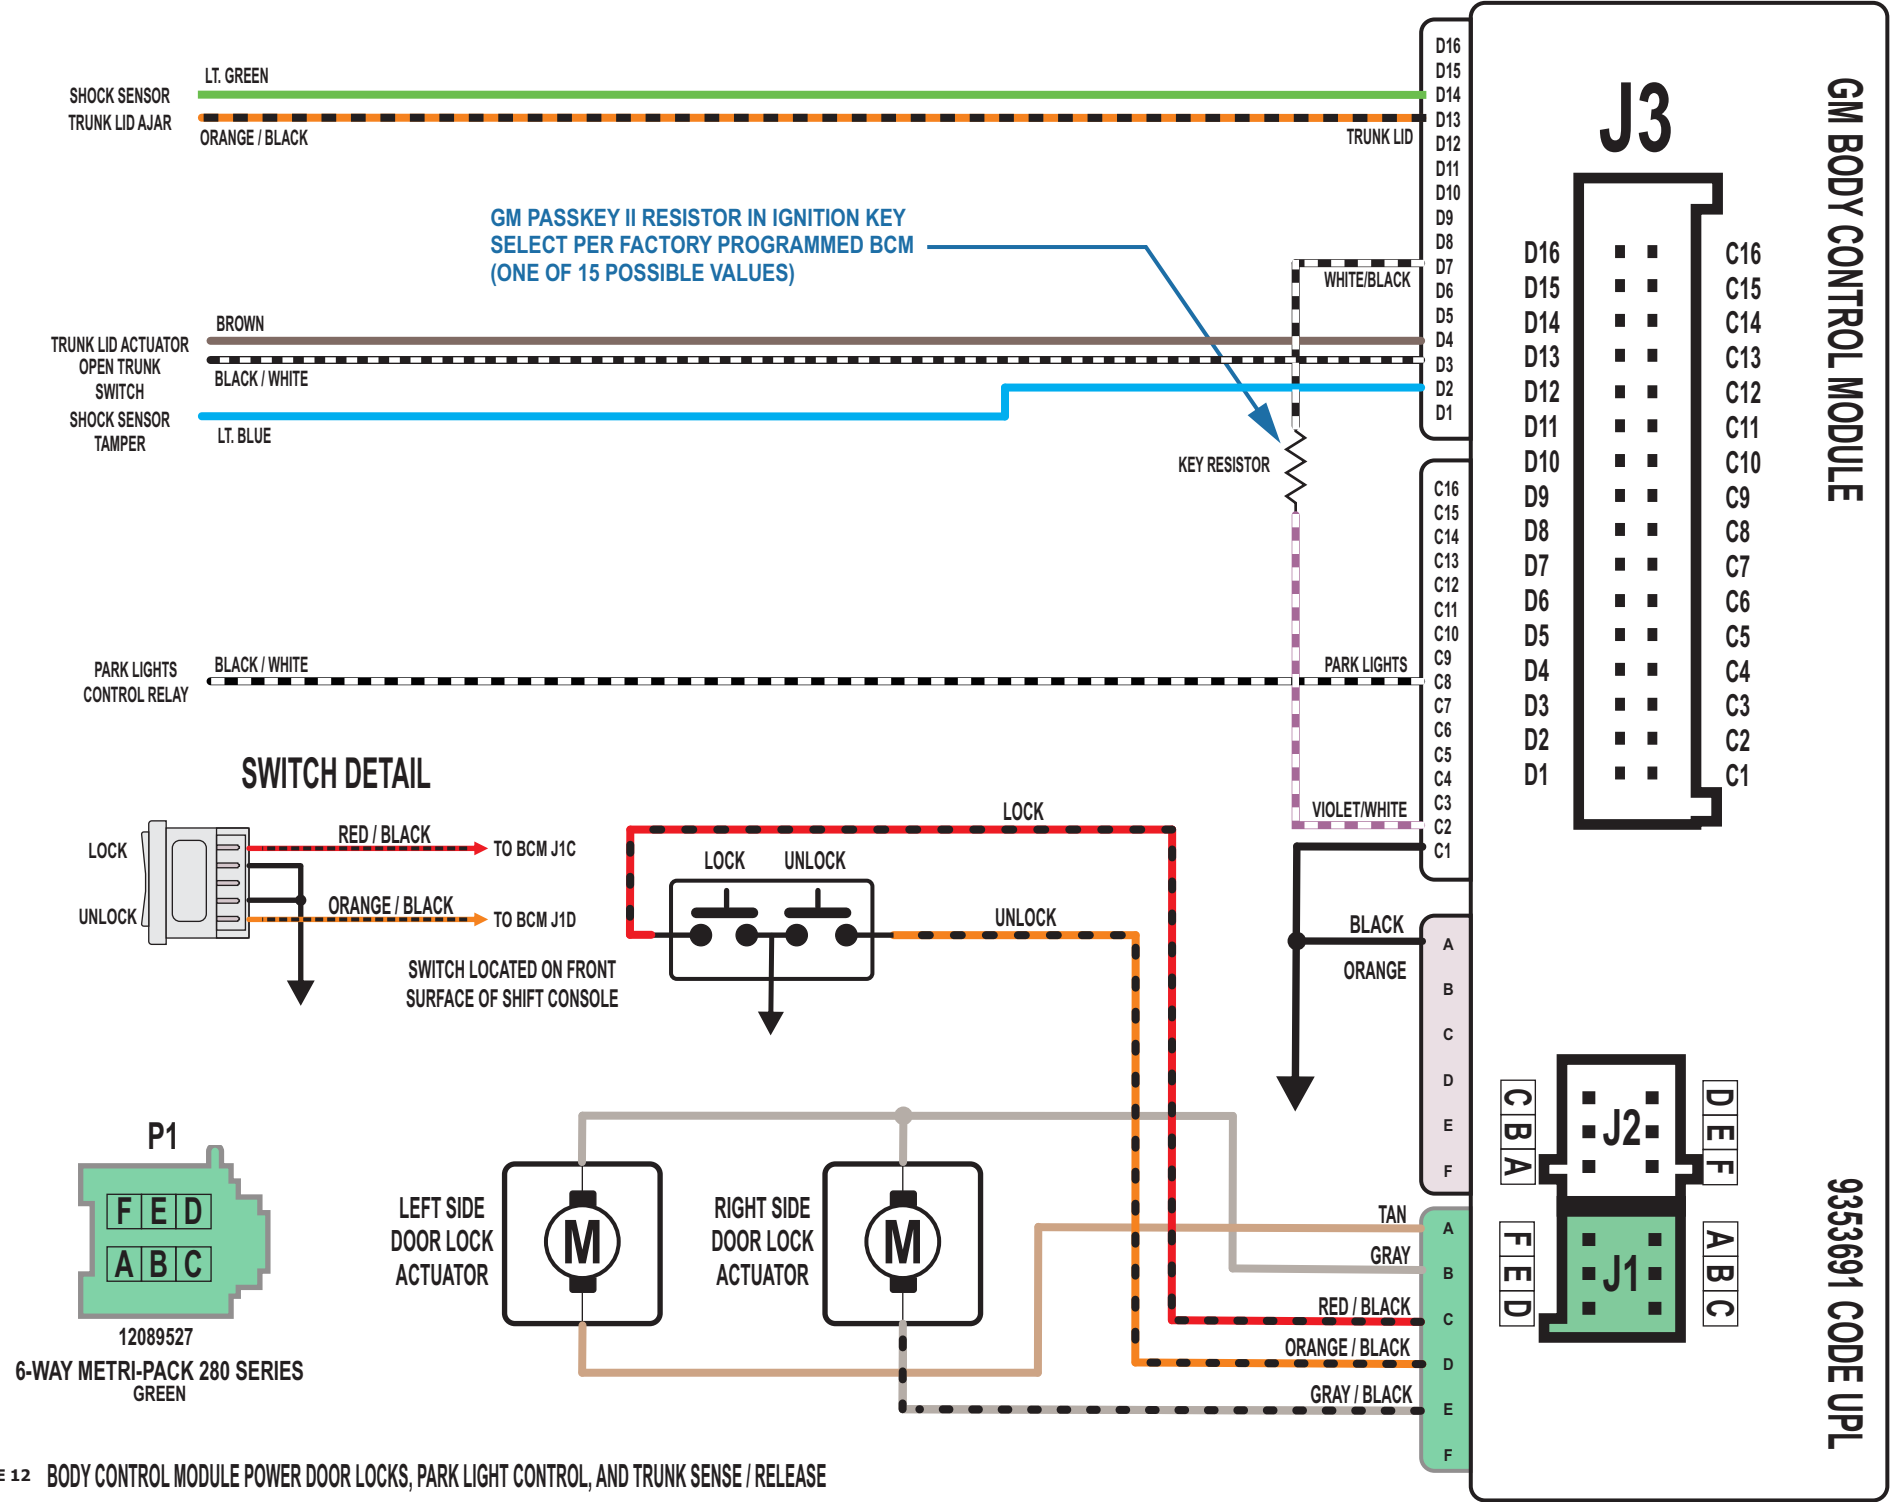 SHOCK SENSOR
LT. GREEN
TRUNK LID AJAR
ORANGE / BLACK
TRUNK LID
GM PASSKEY II RESISTOR IN IGNITION KEY
SELECT PER FACTORY PROGRAMMED BCM
(ONE OF 15 POSSIBLE VALUES)
WHITE/BLACK
BROWN
TRUNK LID ACTUATOR
OPEN TRUNK
SWITCH
BLACK / WHITE
SHOCK SENSOR
TAMPER
LT. BLUE
KEY RESISTOR
PARK LIGHTS
CONTROL RELAY
BLACK / WHITE
PARK LIGHTS
VIOLET/WHITE
D16
D15
D14
D13
D12
D11
D10
D9
D8
D7
D6
D5
D4
D3
D2
D1
C16
C15
C14
C13
C12
C11
C10
C9
C8
C7
C6
C5
C4
C3
C2
C1
A
B
C
D
E
F
A
B
C
D
E
F
J3
D16 C16
D15 C15
D14 C14
D13 C13
D12 C12
D11 C11
D10 C10
D9 C9
D8 C8
D7 C7
D6 C6
D5 C5
D4 C4
D3 C3
D2 C2
D1 C1
GM BODY CONTROL MODULE
9353691 CODE UPL
C B A
J2
D E F
F E D
J1
A B C
SWITCH DETAIL
LOCK
UNLOCK
RED / BLACK
TO BCM J1C
ORANGE / BLACK
TO BCM J1D
SWITCH LOCATED ON FRONT
SURFACE OF SHIFT CONSOLE
LOCK
LOCK UNLOCK
UNLOCK
BLACK
ORANGE
P1
F E D
A B C
12089527
6-WAY METRI-PACK 280 SERIES
GREEN
LEFT SIDE
DOOR LOCK
ACTUATOR
M
RIGHT SIDE
DOOR LOCK
ACTUATOR
M
TAN
GRAY
RED / BLACK
ORANGE / BLACK
GRAY / BLACK
E 12 BODY CONTROL MODULE POWER DOOR LOCKS, PARK LIGHT CONTROL, AND TRUNK SENSE / RELEASE